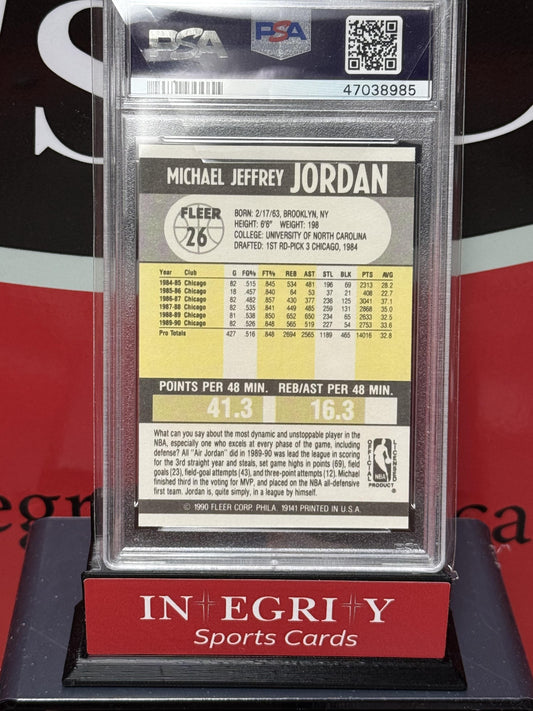 PSA
PSA
47038985
MICHAEL JEFFREY JORDAN
FLEER
26
BORN: 2/17/63, BROOKLYN, NY
HEIGHT: 6'6" WEIGHT: 198
COLLEGE: UNIVERSITY OF NORTH CAROLINA
DRAFTED: 1ST RD-PICK 3 CHICAGO, 1984
Year Club G FG% FT% REB AST STL BLK PTS AVG
1984-85 Chicago 82 .515 .845 534 481 196 69 2313 28.2
1985-86 Chicago 18 .457 .840 64 53 37 21 408 22.7
1986-87 Chicago 82 .482 .857 430 377 236 125 3041 37.1
1987-88 Chicago 82 .535 .841 449 485 259 131 2868 35.0
1988-89 Chicago 81 .538 .850 652 650 234 65 2633 32.5
1989-90 Chicago 82 .526 .848 565 519 227 54 2753 33.6
Pro Totals 427 .516 .848 2694 2565 1189 465 14016 32.8
POINTS PER 48 MIN. REB/AST PER 48 MIN.
41.3 16.3
What can you say about the most dynamic and unstoppable player in the
NBA, especially one who excels at every phase of the game, including
defense? All "Air Jordan" did in 1989-90 was lead the league in scoring
for the 3rd straight year and steals, set game highs in points (69), field
goals (23), field-goal attempts (43), and three-point attempts (12). Michael
finished third in the voting for MVP, and placed on the NBA all-defensive
first team. Jordan is, quite simply, in a league by himself.
OFFICIAL LICENSED
NBA
PRODUCT
© 1990 FLEER CORP. PHILA. 19141 PRINTED IN U.S.A.
INTEGRITY
Sports Cards